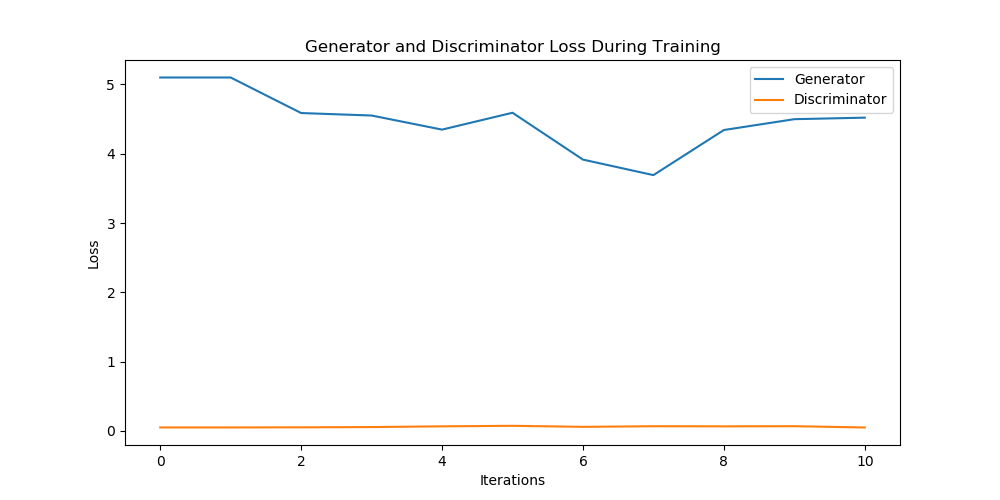 Generator and Discriminator Loss During Training
Generator
Discriminator
5
4
3
2
1
0
Loss
0 2 4 6 8 10
Iterations